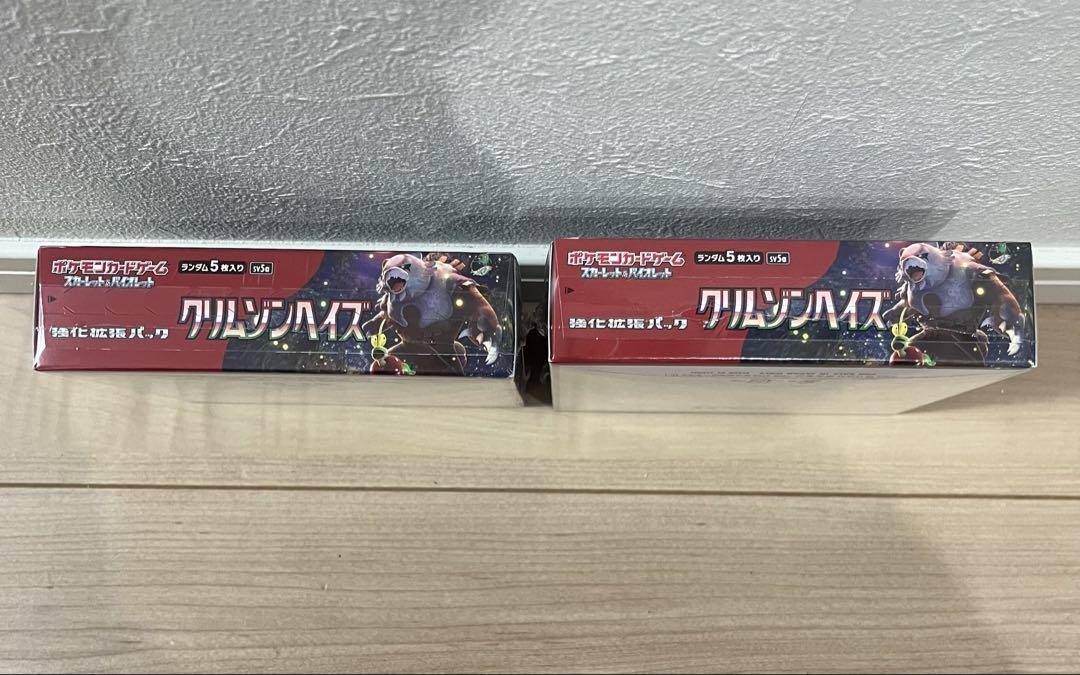 ポケモンカードゲーム
スカーレット&バイオレット
ランダム5枚入り
SV5a
クリムゾンヘイズ
強化拡張パック
ポケモンカードゲーム
スカーレット&バイオレット
ランダム5枚入り
SV5a
クリムゾンヘイズ
強化拡張パック